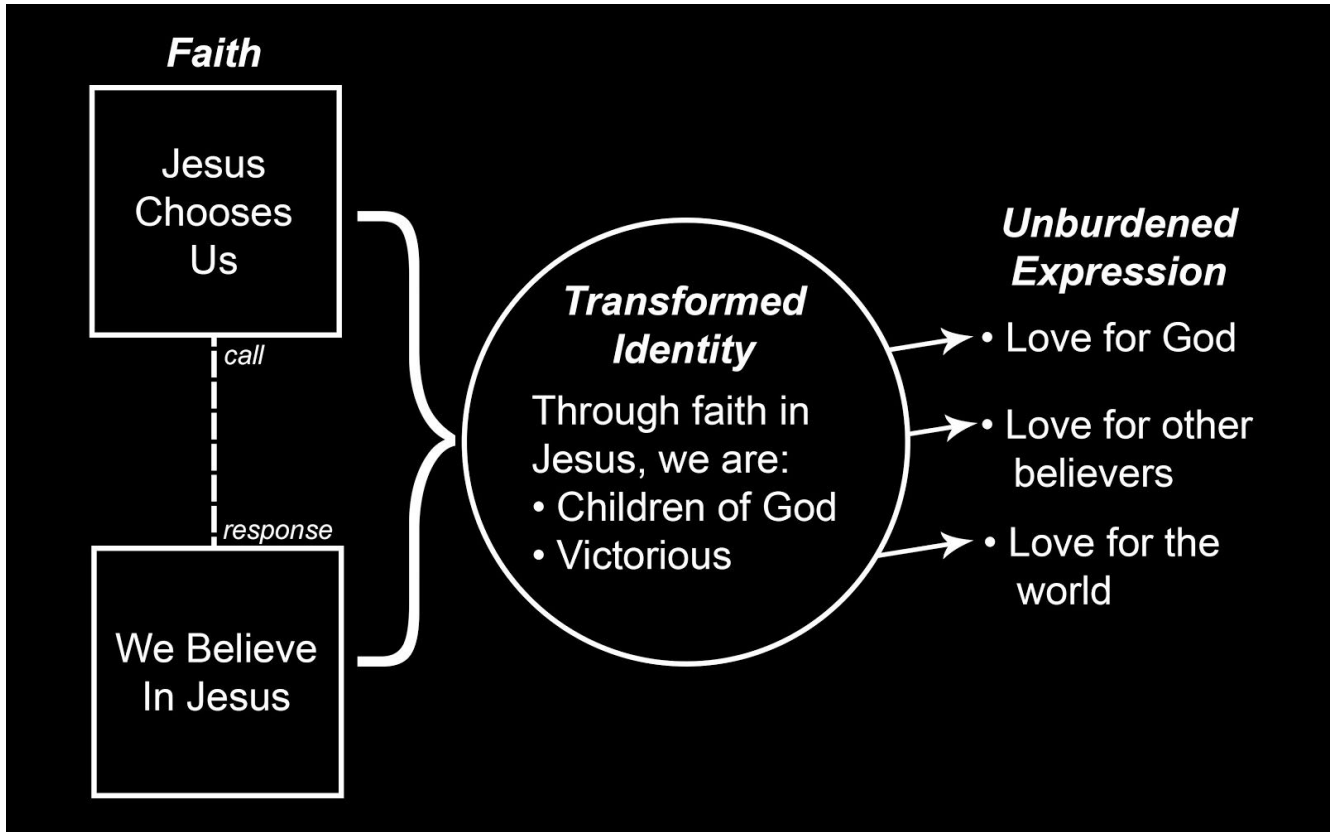 Faith
Jesus
Chooses
Us
call
response
We Believe
In Jesus
Transformed
Identity
Through faith in
Jesus, we are:
• Children of God
• Victorious
Unburdened
Expression
• Love for God
• Love for other
believers
• Love for the
world